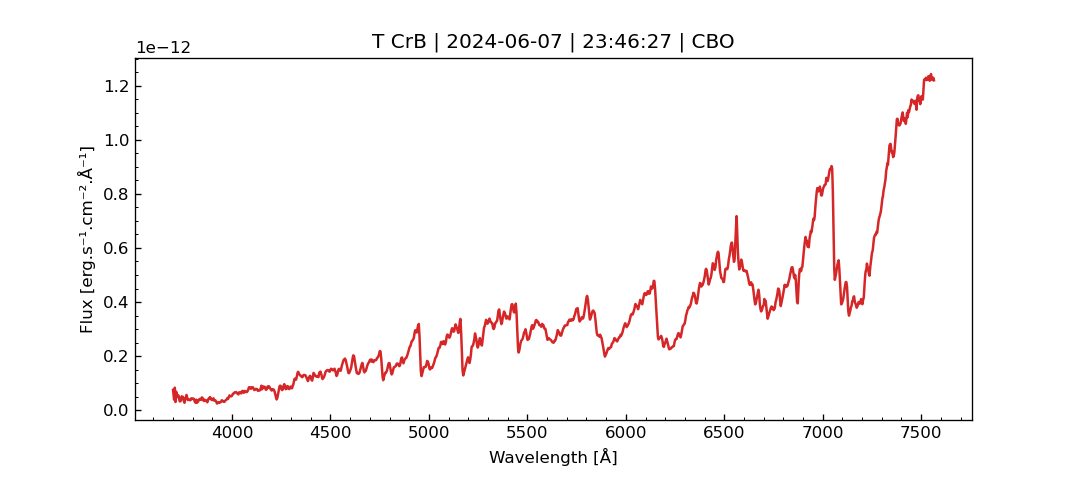 T CrB | 2024-06-07 | 23:46:27 | CBO
1e−12
1.2
1.0
0.8
0.6
0.4
0.2
0.0
Flux [erg.s⁻¹.cm⁻².Å⁻¹]
4000 4500 5000 5500 6000 6500 7000 7500
Wavelength [Å]